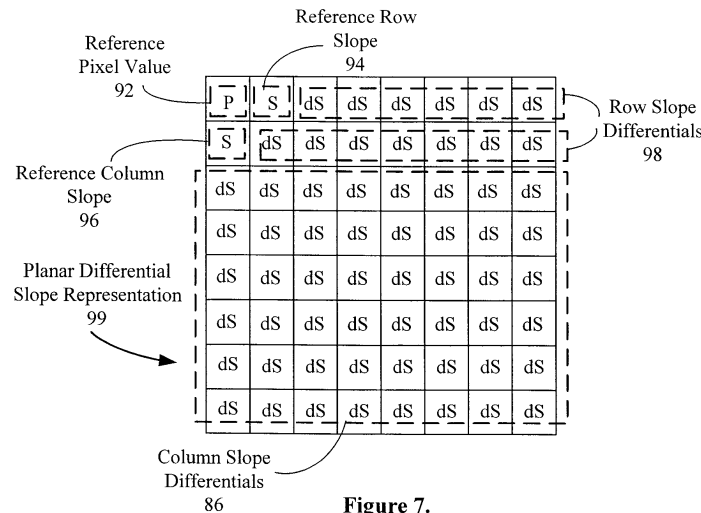 Reference Row
Slope
94
Reference
Pixel Value
92
P S dS dS dS dS dS dS
Row Slope
Differentials
98
S dS dS dS dS dS dS dS
Reference Column
Slope
96
dS dS dS dS dS dS dS dS
dS dS dS dS dS dS dS dS
Planar Differential
Slope Representation
99
dS dS dS dS dS dS dS dS
dS dS dS dS dS dS dS dS
dS dS dS dS dS dS dS dS
dS dS dS dS dS dS dS dS
Column Slope
Differentials
86
Figure 7.